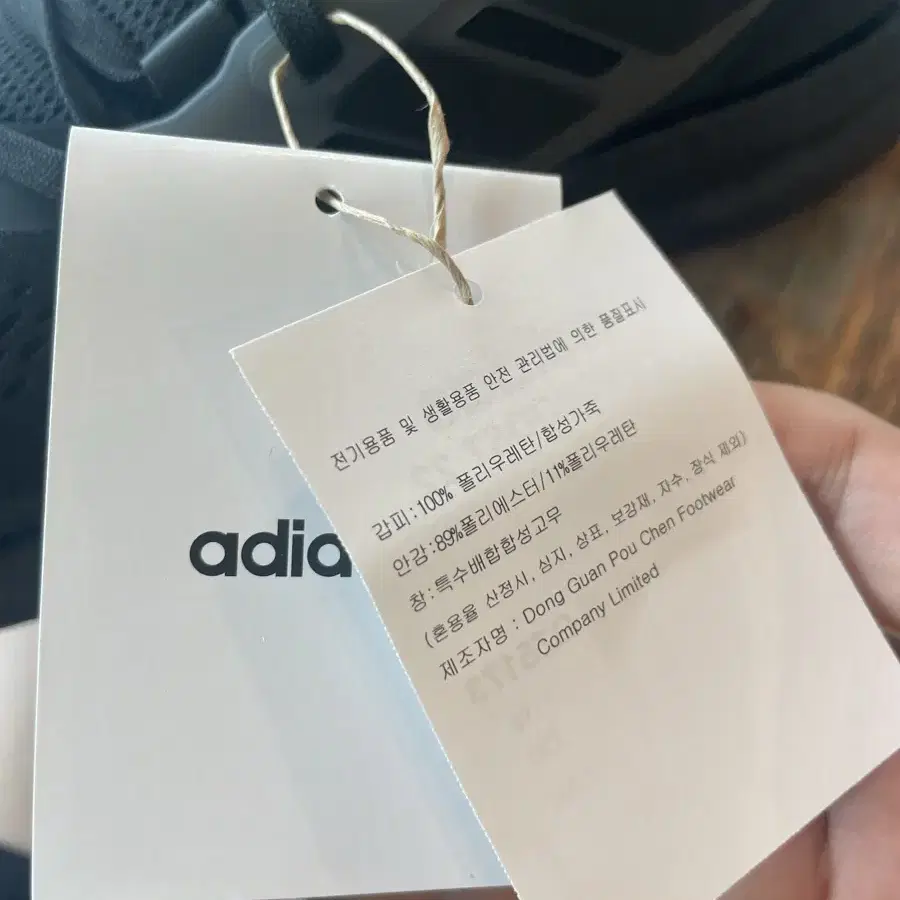 adid
전기용품 및 생활용품 안전 관리법에 의한 품질표시
갑피:100% 폴리우레탄/합성가죽
안감:89%폴리에스터/11%폴리우레탄
창:특수배합합성고무
(혼용율 산정시, 심지, 상표, 보강재, 자수, 장식 제외)
제조자명 : Dong Guan Pou Chen Footwear
Company Limited